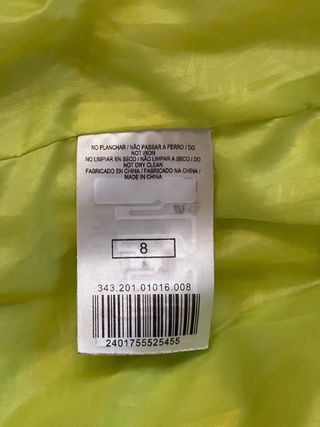 NO PLANCHAR / NÃO PASSAR A FERRO / DO
NOT IRON
NO LIMPIAR EN SECO / NÃO LIMPAR A SECO / DO
NOT DRY CLEAN
FABRICADO EN CHINA / FABRICADO NA CHINA /
MADE IN CHINA
8
343.201.01016.008
2401755525455